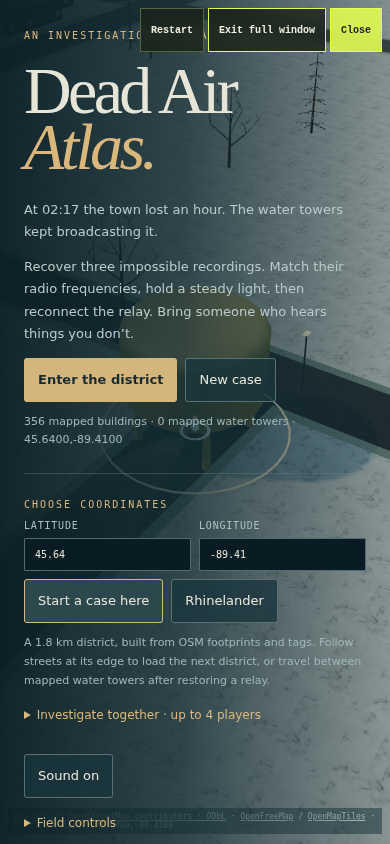 Restart
Exit full window
Close
AN INVESTIGATIO
Dead Air
Atlas.
At 02:17 the town lost an hour. The water towers
kept broadcasting it.
Recover three impossible recordings. Match their
radio frequencies, hold a steady light, then
reconnect the relay. Bring someone who hears
things you don’t.
Enter the district
New case
356 mapped buildings · 0 mapped water towers ·
45.6400,-89.4100
CHOOSE COORDINATES
LATITUDE
LONGITUDE
45.64
-89.41
Start a case here
Rhinelander
A 1.8 km district, built from OSM footprints and tags. Follow
streets at its edge to load the next district, or travel between
mapped water towers after restoring a relay.
▶ Investigate together · up to 4 players
Sound on
contributors · ODbL · OpenFreeMap / OpenMapTiles ·
▶ Field controls